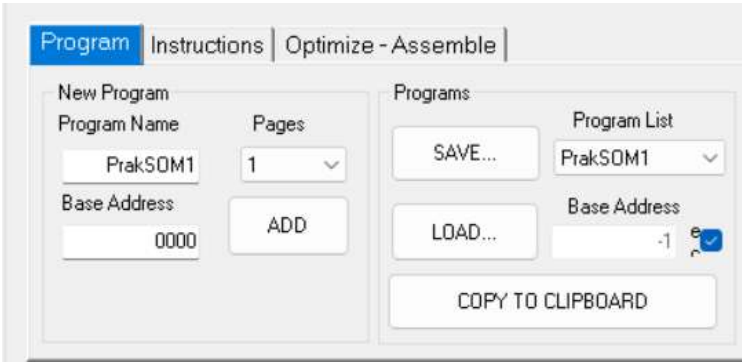 Program Instructions Optimize - Assemble
New Program
Program Name Pages
PrakSOM1 1
Base Address
0000 ADD
Programs
Program List
SAVE... PrakSOM1
Base Address
LOAD... -1
COPY TO CLIPBOARD